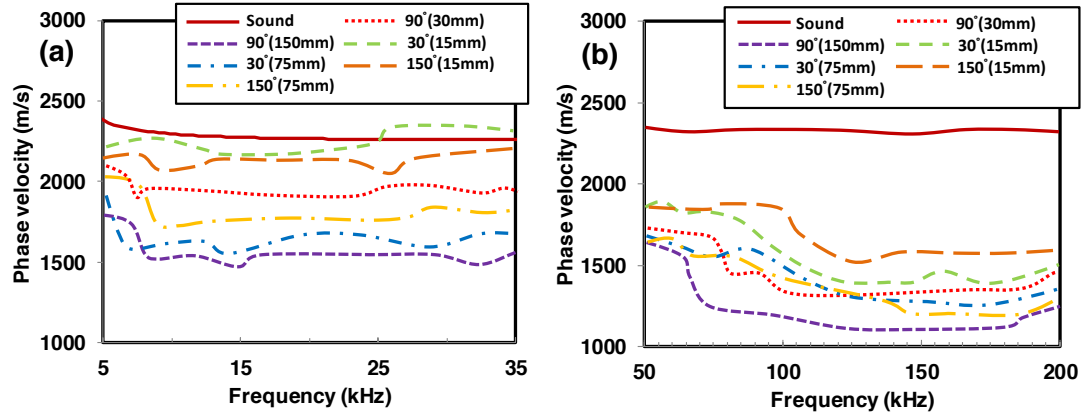 (a)
Sound
90°(30mm)
90°(150mm)
30°(15mm)
30°(75mm)
150°(15mm)
150°(75mm)
Phase velocity (m/s)
3000
2500
2000
1500
1000
5
15
25
35
Frequency (kHz)
(b)
Sound
90°(30mm)
90°(150mm)
30°(15mm)
30°(75mm)
150°(15mm)
150°(75mm)
Phase velocity (m/s)
3000
2500
2000
1500
1000
50
100
150
200
Frequency (kHz)